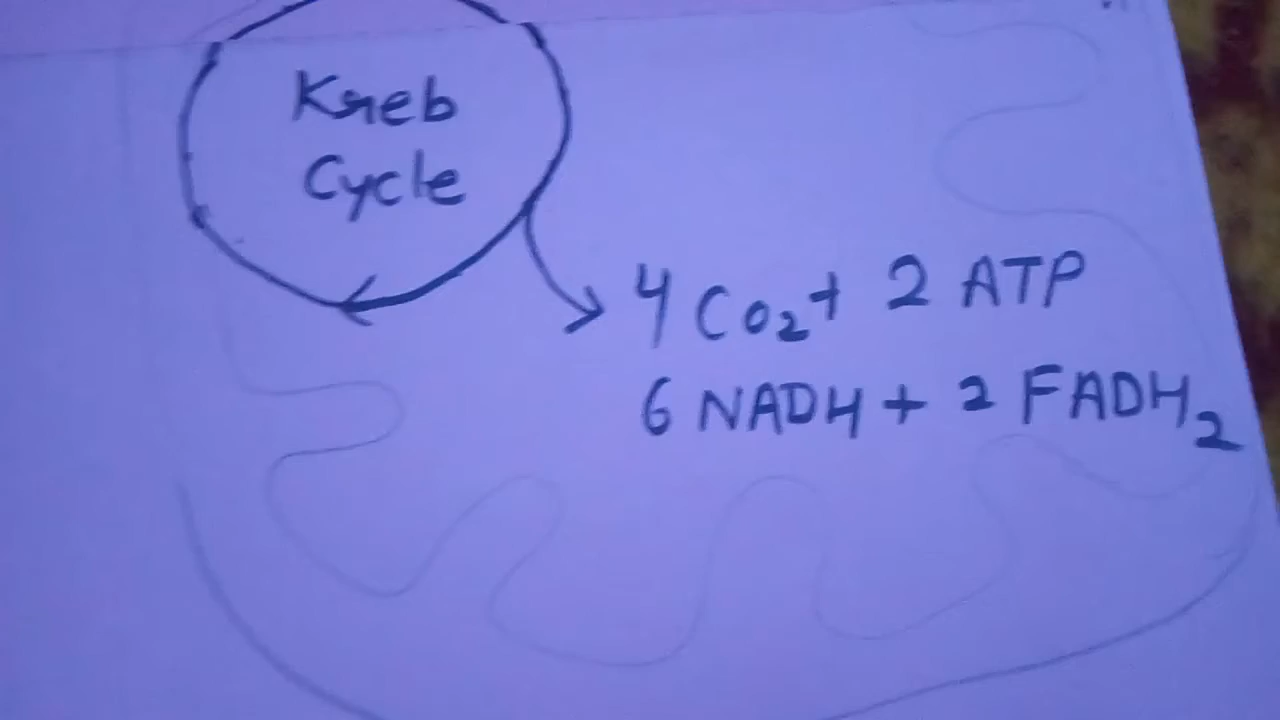 Kreb
Cycle
4 CO₂ + 2 ATP
6 NADH + 2 FADH₂